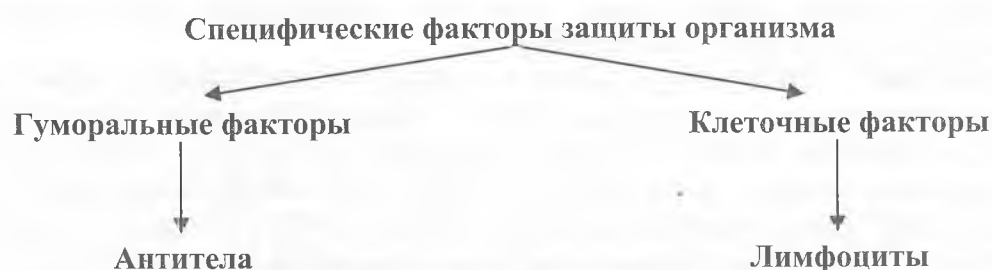 Специфические факторы защиты организма
Гуморальные факторы
Клеточные факторы
Антитела
Лимфоциты